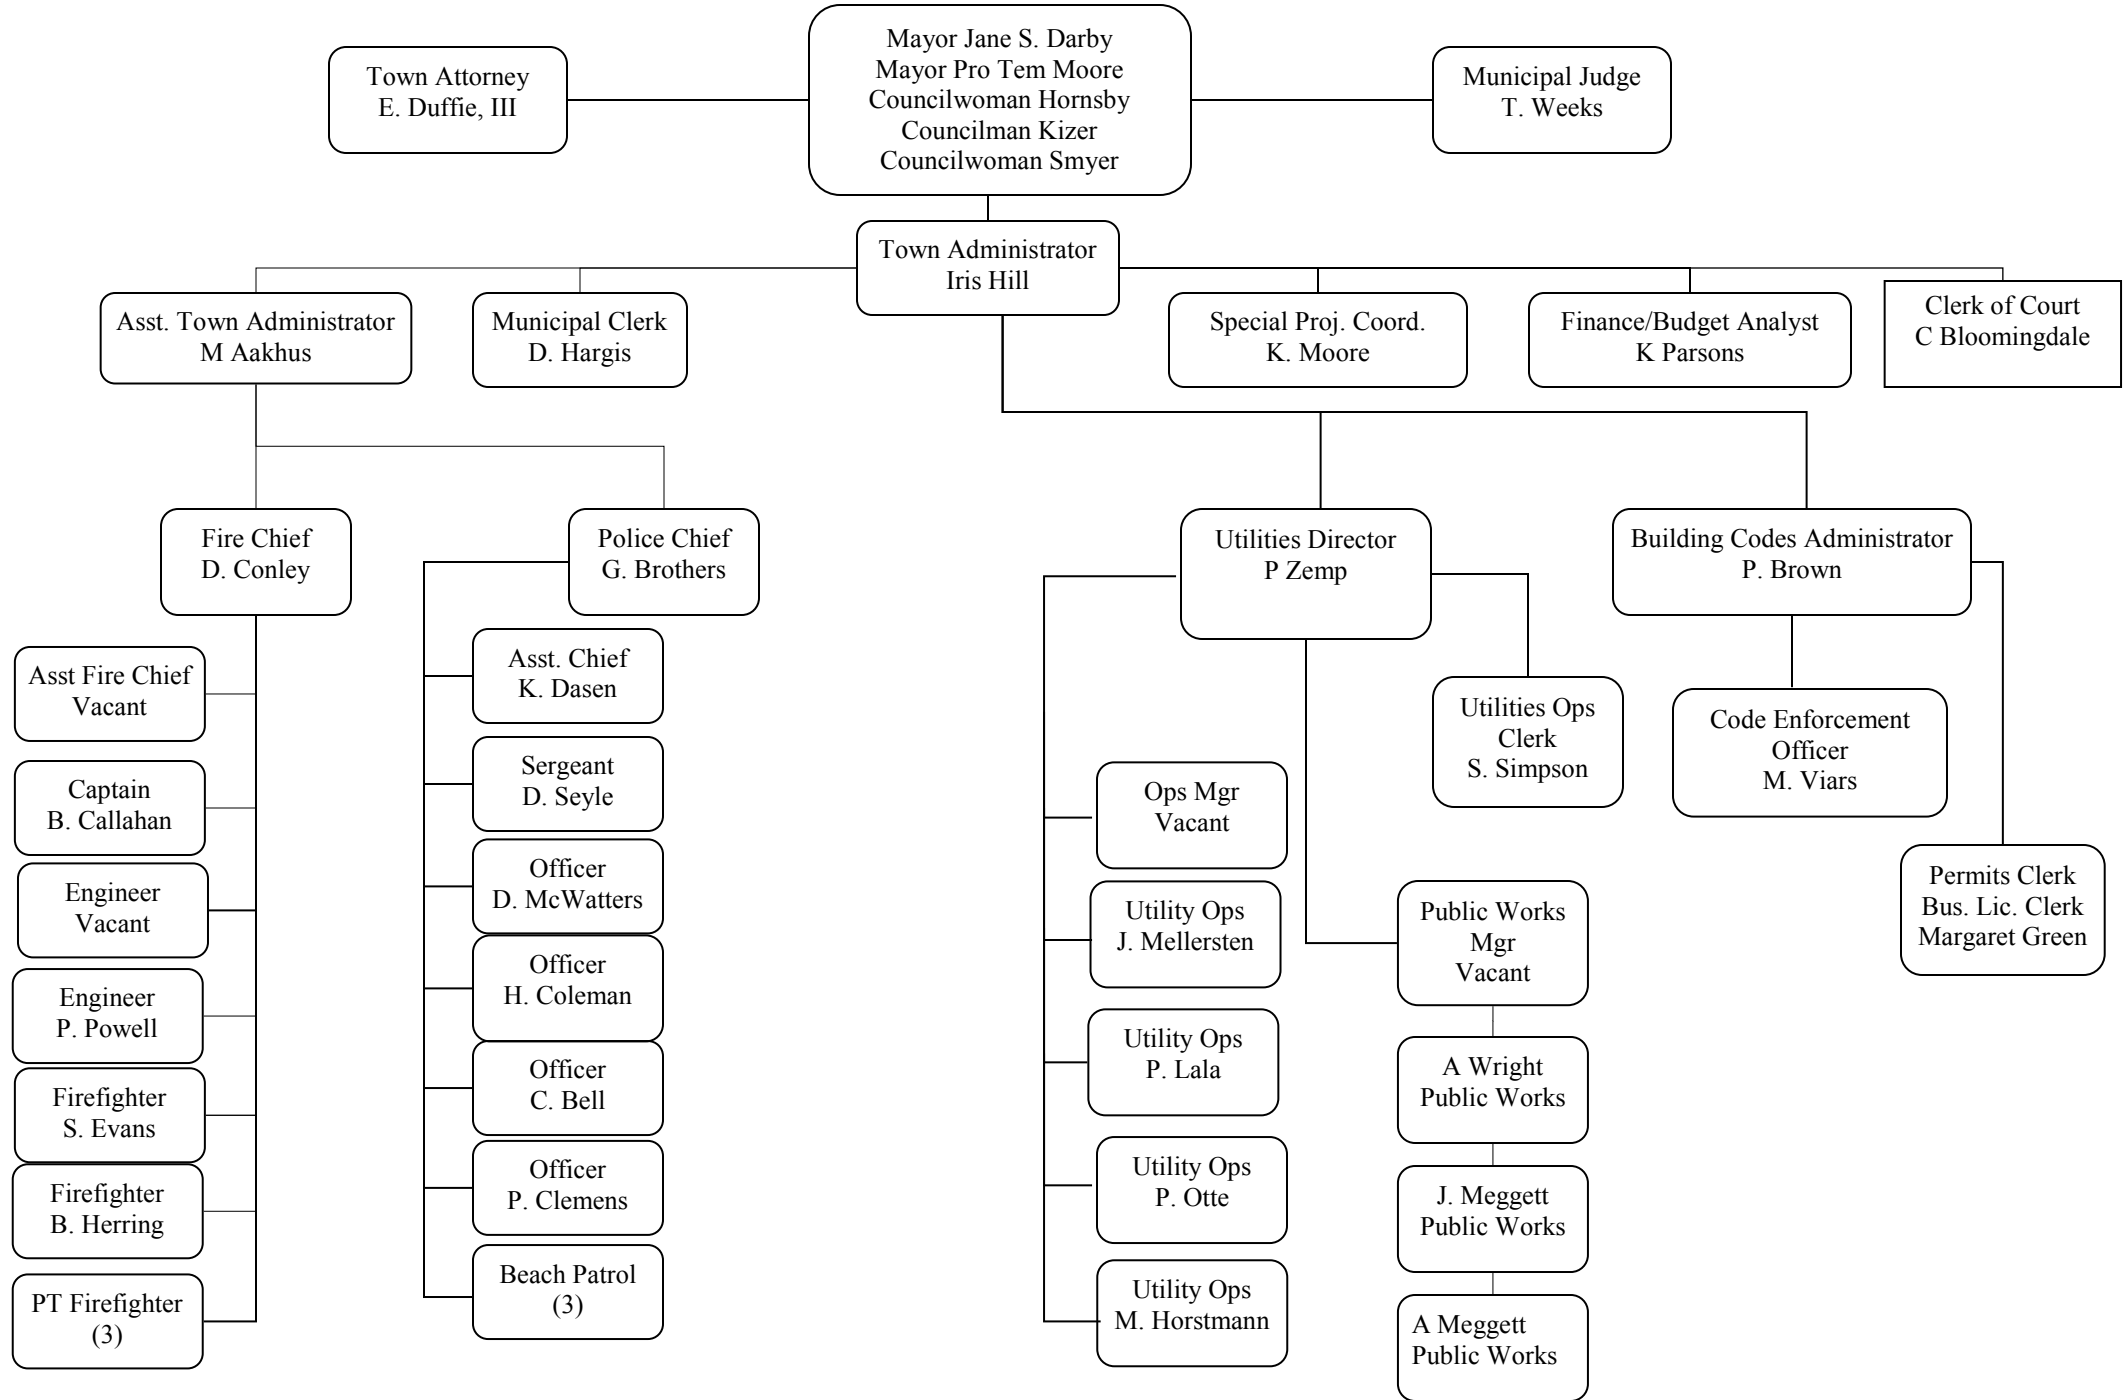 Mayor Jane S. Darby
Mayor Pro Tem Moore
Councilwoman Hornsby
Councilman Kizer
Councilwoman Smyer
Town Attorney
E. Duffie, III
Municipal Judge
T. Weeks
Town Administrator
Iris Hill
Asst. Town Administrator
M Aakhus
Municipal Clerk
D. Hargis
Special Proj. Coord.
K. Moore
Finance/Budget Analyst
K Parsons
Clerk of Court
C Bloomingdale
Fire Chief
D. Conley
Police Chief
G. Brothers
Utilities Director
P Zemp
Building Codes Administrator
P. Brown
Asst Fire Chief
Vacant
Captain
B. Callahan
Engineer
Vacant
Engineer
P. Powell
Firefighter
S. Evans
Firefighter
B. Herring
PT Firefighter
(3)
Asst. Chief
K. Dasen
Sergeant
D. Seyle
Officer
D. McWatters
Officer
H. Coleman
Officer
C. Bell
Officer
P. Clemens
Beach Patrol
(3)
Ops Mgr
Vacant
Utility Ops
J. Mellersten
Utility Ops
P. Lala
Utility Ops
P. Otte
Utility Ops
M. Horstmann
Utilities Ops
Clerk
S. Simpson
Public Works
Mgr
Vacant
A Wright
Public Works
J. Meggett
Public Works
A Meggett
Public Works
Code Enforcement
Officer
M. Viars
Permits Clerk
Bus. Lic. Clerk
Margaret Green